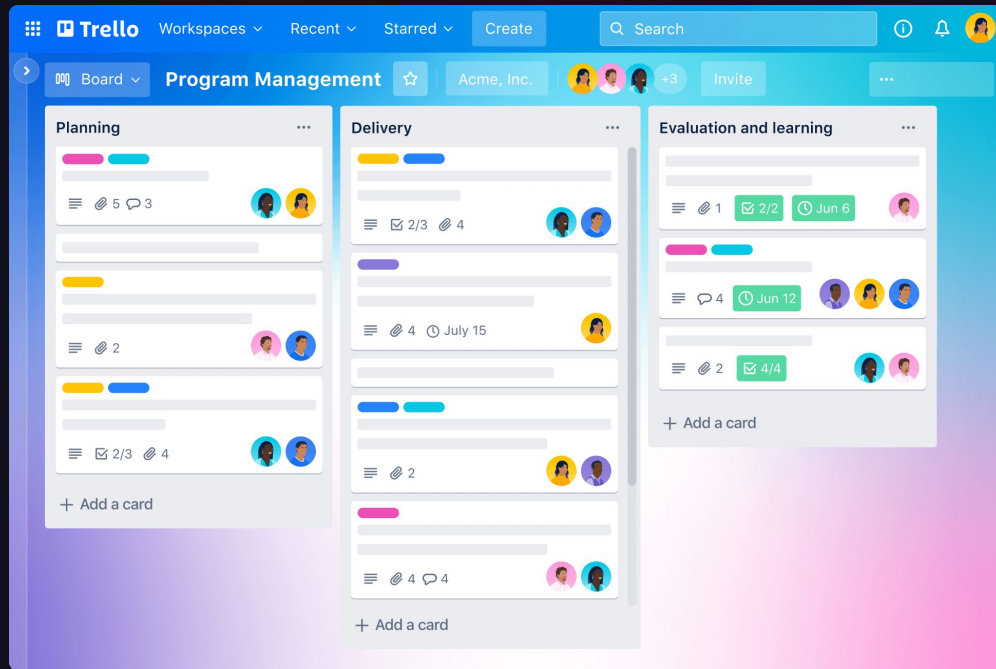 Trello Workspaces Recent Starred Create Search
Board Program Management Acme, Inc. +3 Invite
Planning
5 3
2
2/3 4
+ Add a card
Delivery
2/3 4
4 July 15
2
4 4
+ Add a card
Evaluation and learning
1 2/2 Jun 6
4 Jun 12
2 4/4
+ Add a card